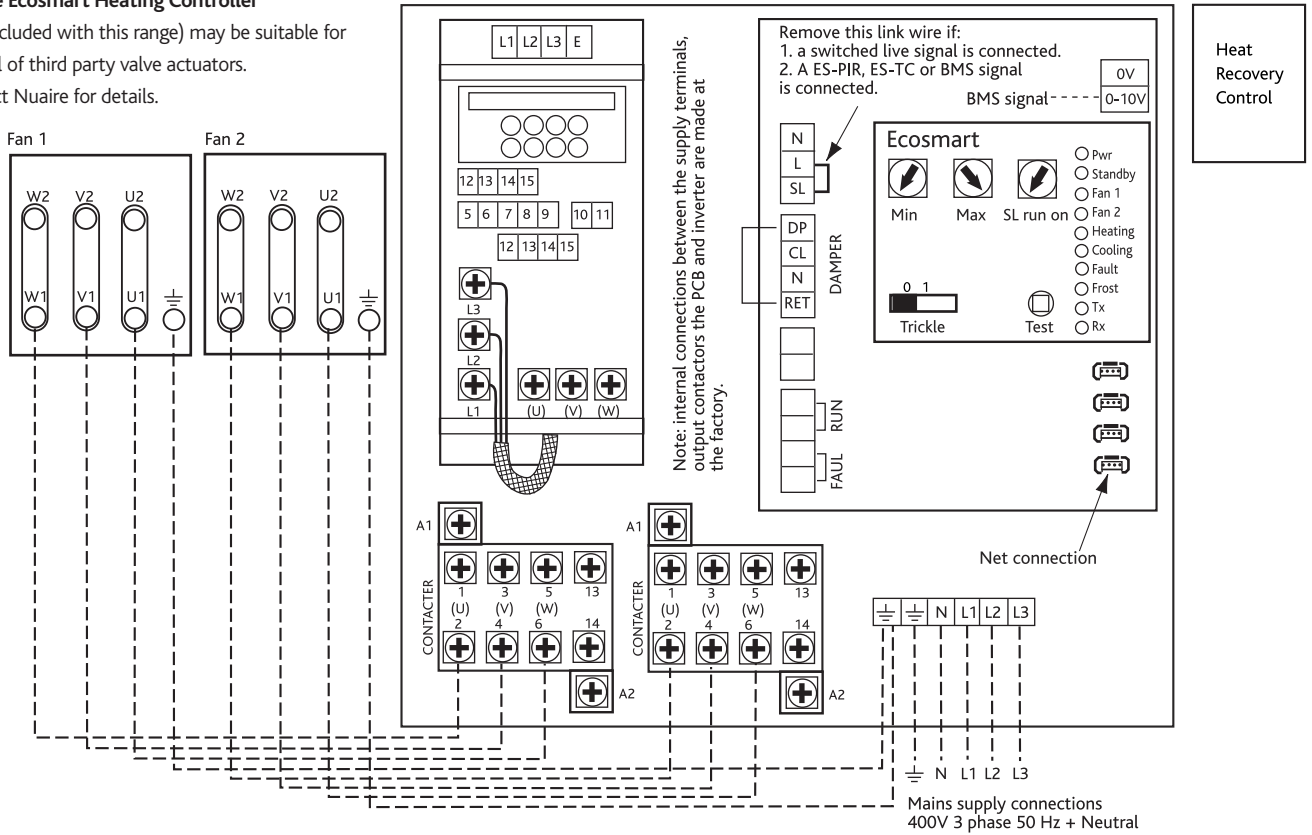 e Ecosmart Heating Controller
cluded with this range) may be suitable for
l of third party valve actuators.
ct Nuaire for details.
Fan 1
Fan 2
W2 V2 U2
W1 V1 U1
W2 V2 U2
W1 V1 U1
L1 L2 L3 E
12 13 14 15
5 6 7 8 9 10 11
12 13 14 15
L3
L2
L1 (U) (V) (W)
Note: internal connections between the supply terminals,
output contactors the PCB and inverter are made at
the factory.
Remove this link wire if:
1. a switched live signal is connected.
2. A ES-PIR, ES-TC or BMS signal
is connected.
0V
BMS signal 0-10V
N
L
SL
DP
CL
N
RET
DAMPER
RUN
FAUL
Ecosmart
Min Max SL run on
0 1
Trickle
Test
Pwr
Standby
Fan 1
Fan 2
Heating
Cooling
Fault
Frost
Tx
Rx
Net connection
Heat
Recovery
Control
A1
CONTACTER
1 3 5 13
(U) (V) (W)
2 4 6 14
A2
A1
CONTACTER
1 3 5 13
(U) (V) (W)
2 4 6 14
A2
N L1 L2 L3
N L1 L2 L3
Mains supply connections
400V 3 phase 50 Hz + Neutral